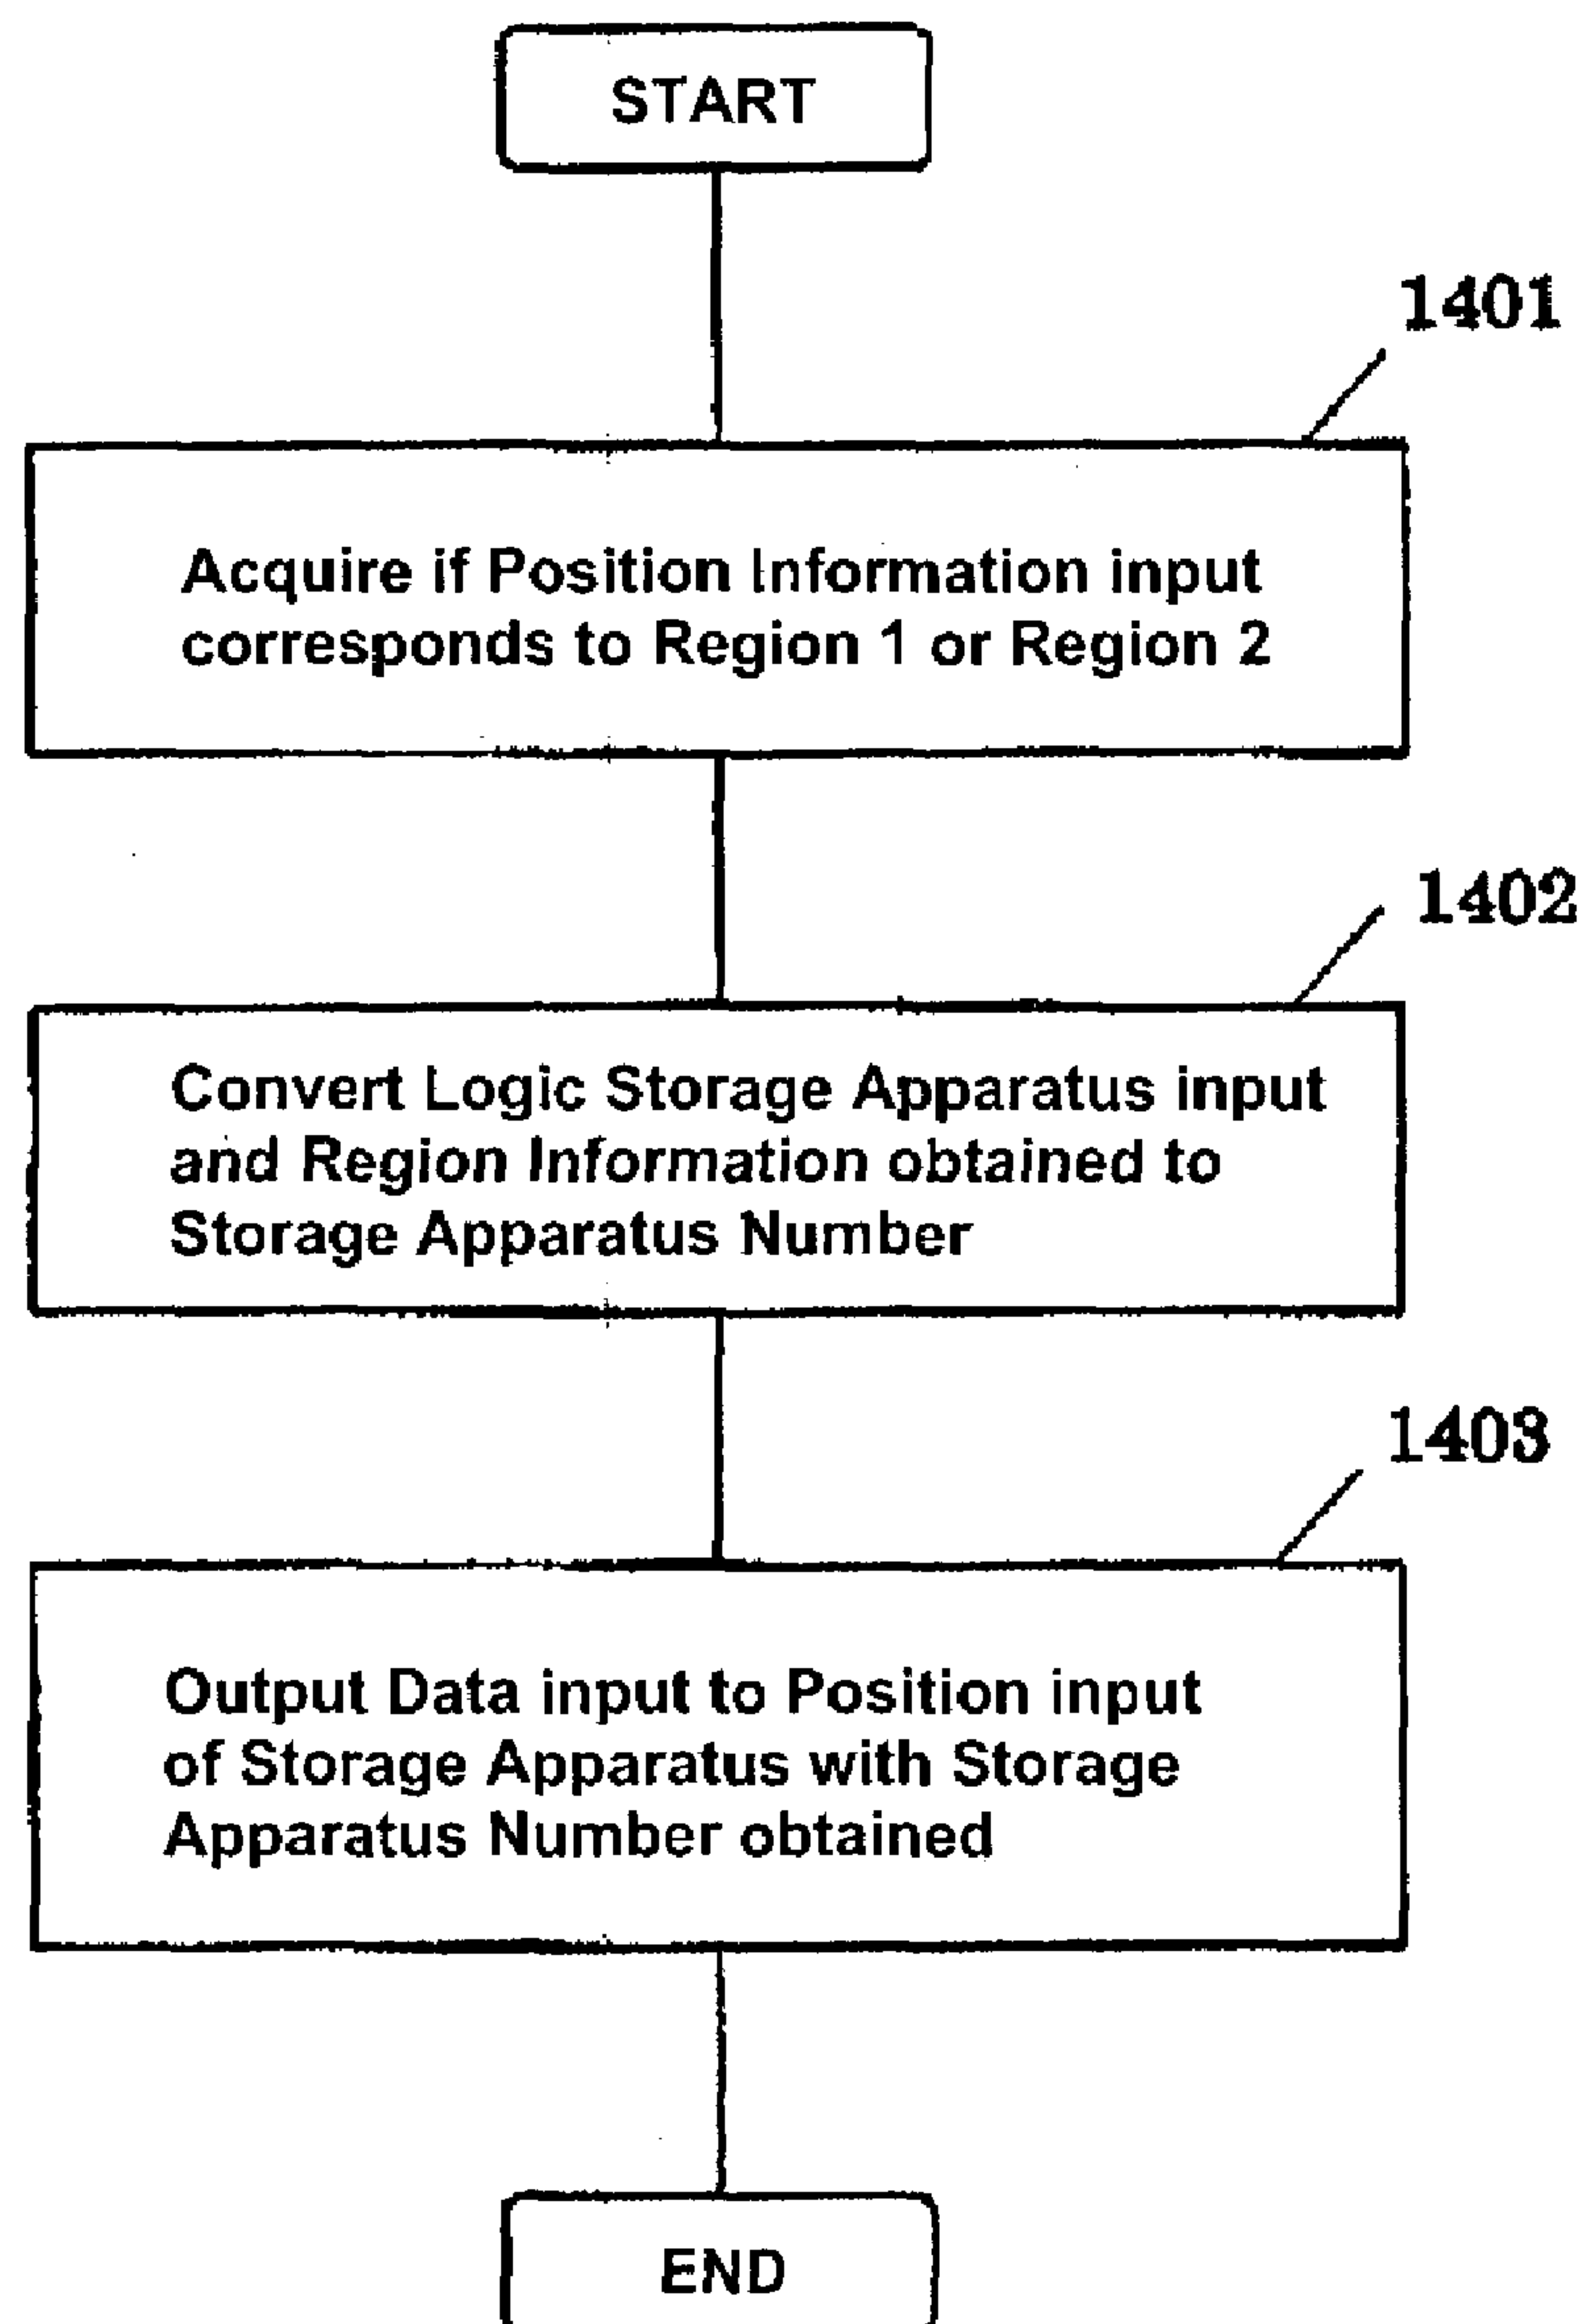 START
1401
Acquire if Position Information input
corresponds to Region 1 or Region 2
1402
Convert Logic Storage Apparatus input
and Region Information obtained to
Storage Apparatus Number
1403
Output Data input to Position input
of Storage Apparatus with Storage
Apparatus Number obtained
END